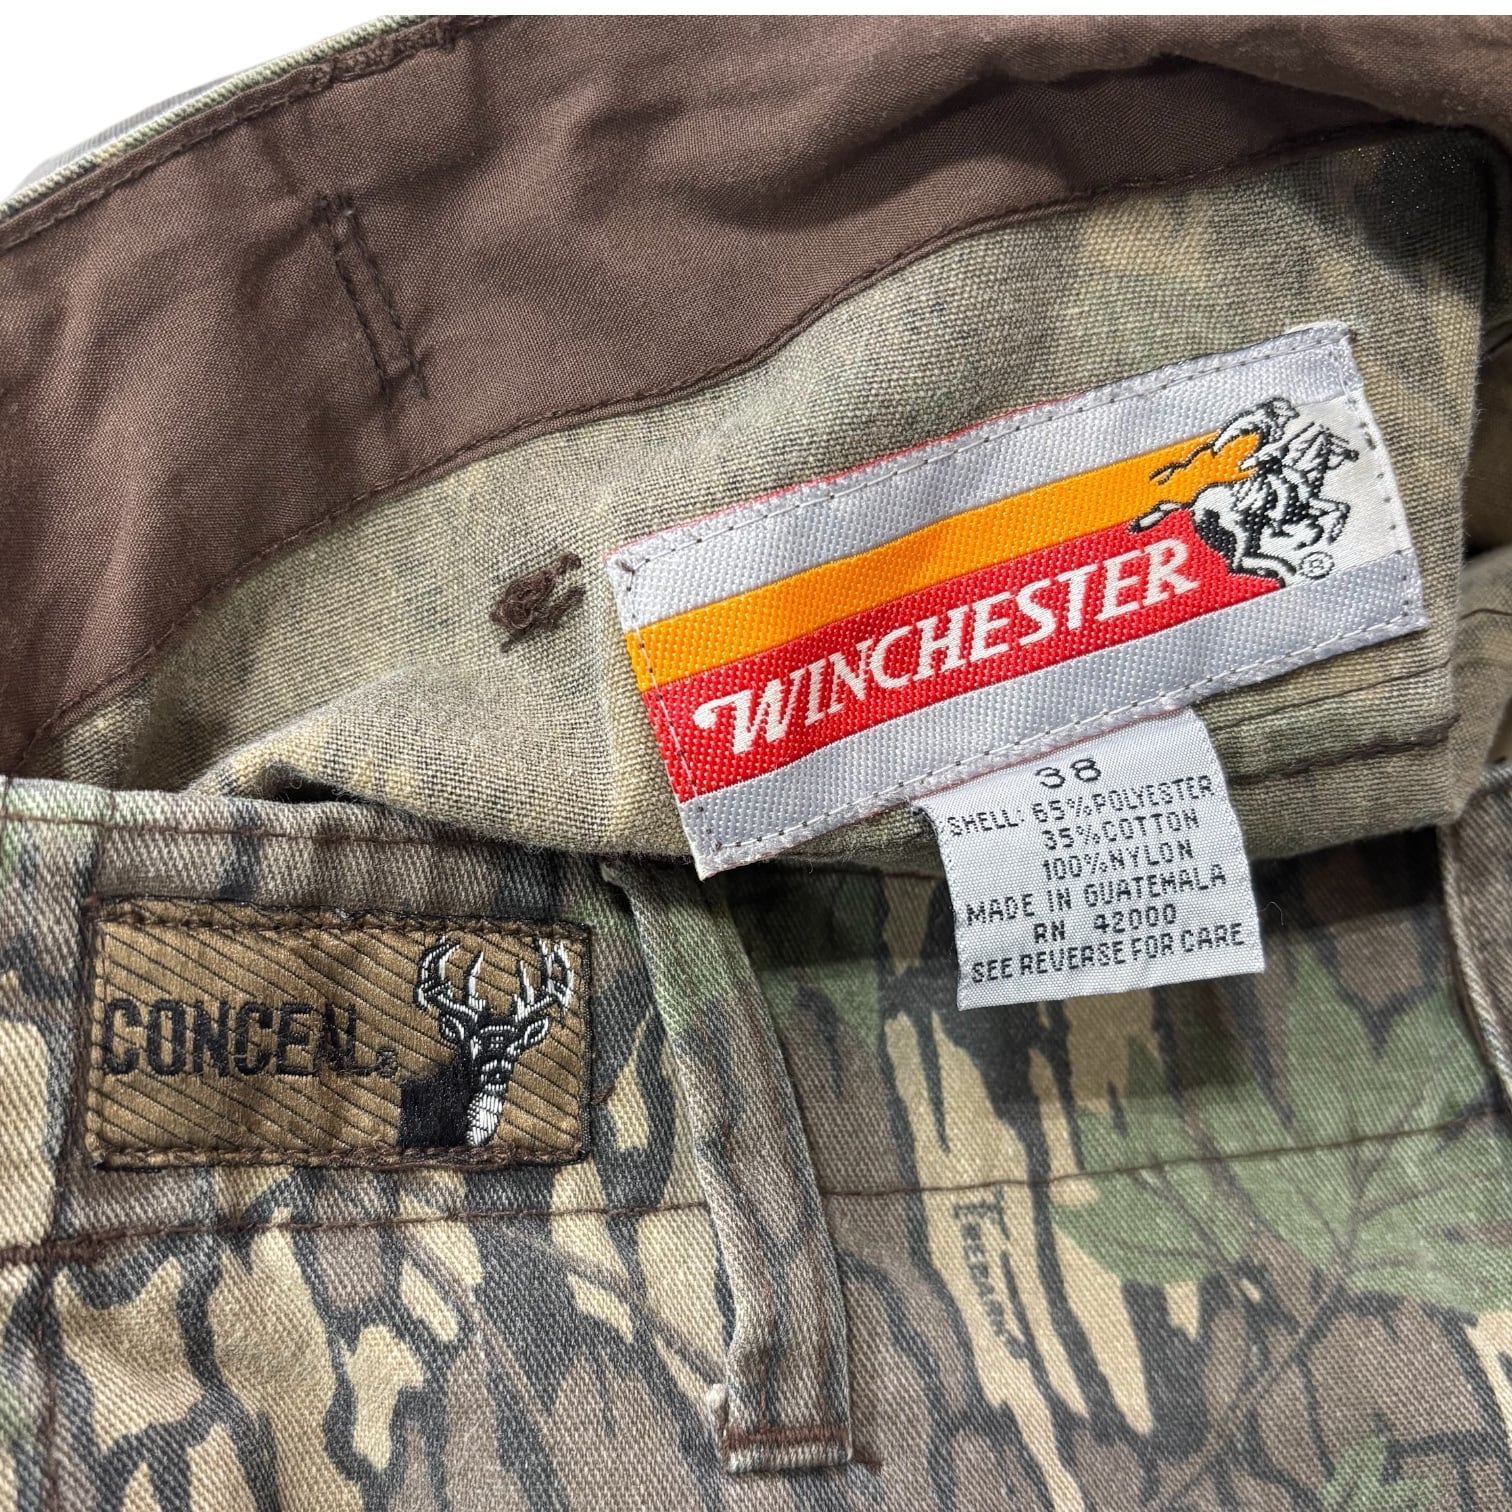 WINCHESTER
®
38
SHELL: 65% POLYESTER
35% COTTON
100% NYLON
MADE IN GUATEMALA
RN 42000
SEE REVERSE FOR CARE
CONCEAL
Treebark